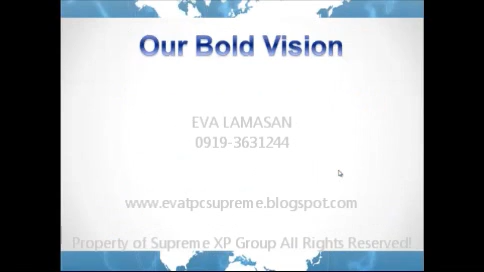 Our Bold Vision
EVA LAMASAN
0919-3631244
www.evatpcsupreme.blogspot.com
Property of Supreme XP Group All Rights Reserved!